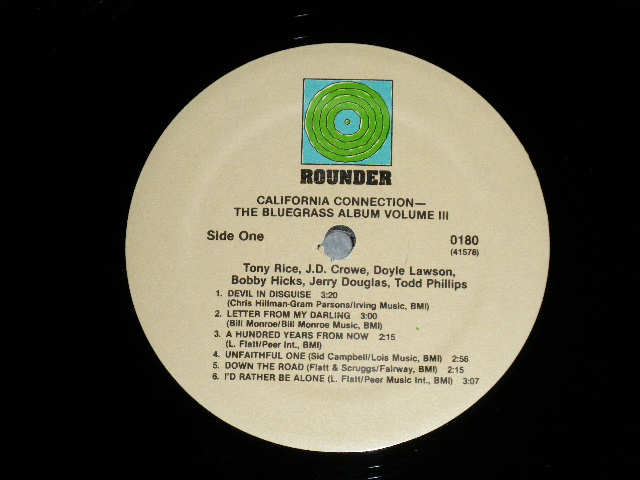 ROUNDER
CALIFORNIA CONNECTION—
THE BLUEGRASS ALBUM VOLUME III
Side One
0180
(41578)
Tony Rice, J.D. Crowe, Doyle Lawson,
Bobby Hicks, Jerry Douglas, Todd Phillips
1. DEVIL IN DISGUISE 3:20
(Chris Hillman-Gram Parsons/Irving Music, BMI)
2. LETTER FROM MY DARLING 3:00
(Bill Monroe/Bill Monroe Music, BMI)
3. A HUNDRED YEARS FROM NOW 2:15
(L. Flatt/Peer Int., BMI)
4. UNFAITHFUL ONE (Sid Campbell/Lois Music, BMI) 2:56
5. DOWN THE ROAD (Flatt & Scruggs/Fairway, BMI) 2:15
6. I'D RATHER BE ALONE (L. Flatt/Peer Music Int., BMI) 3:07